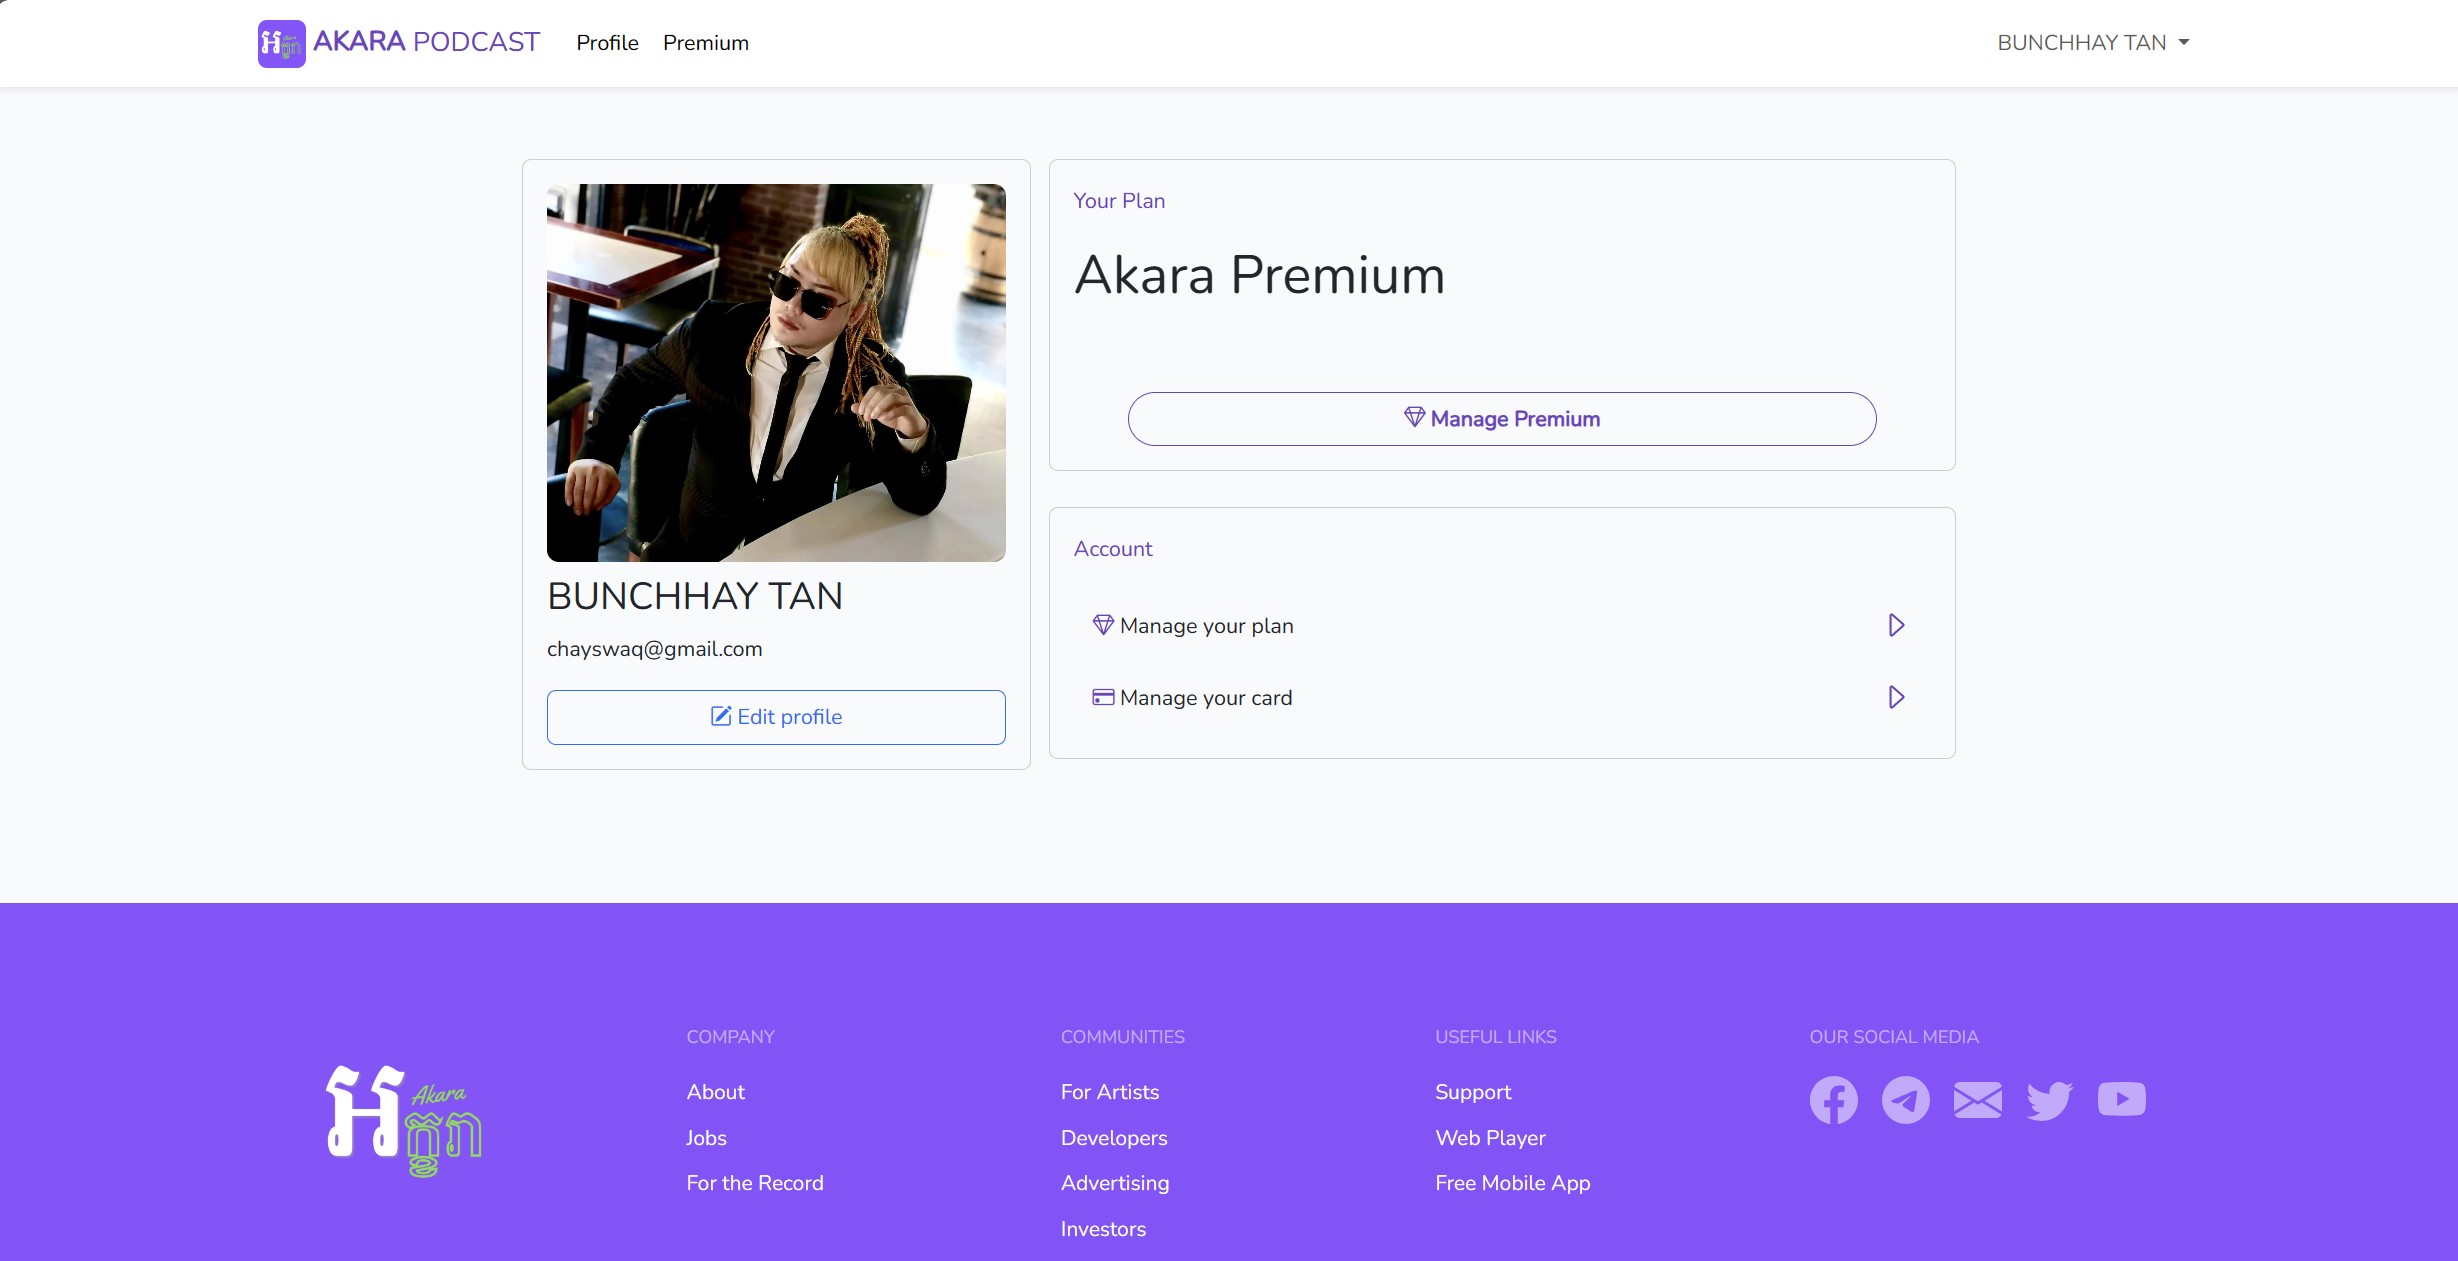 AKARA PODCAST
Profile
Premium
BUNCHHAY TAN
BUNCHHAY TAN
chayswaq@gmail.com
Edit profile
Your Plan
Akara Premium
Manage Premium
Account
Manage your plan
Manage your card
Akara
COMPANY
About
Jobs
For the Record
COMMUNITIES
For Artists
Developers
Advertising
Investors
USEFUL LINKS
Support
Web Player
Free Mobile App
OUR SOCIAL MEDIA